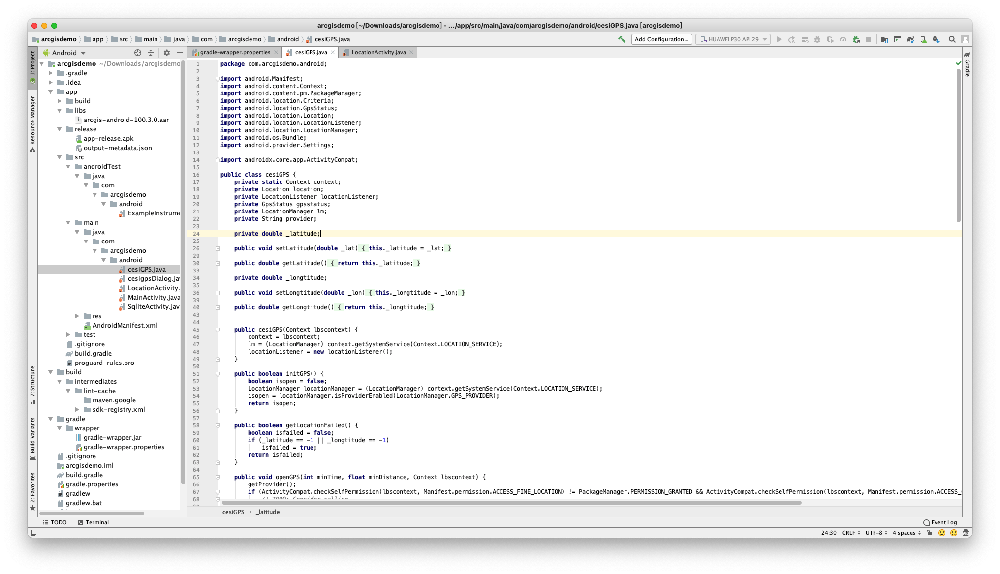 arcgisdemo [~/Downloads/arcgisdemo] - .../app/src/main/java/com/arcgisdemo/android/cesiGPS.java [arcgisdemo]
arcgisdemo app src main java com arcgisdemo android cesiGPS.java
Add Configuration... HUAWEI P30 API 29
1: Project
Resource Manager
Z: Structure
Build Variants
2: Favorites
Android
arcgisdemo ~/Downloads/arcgisdemo
.gradle
.idea
app
build
libs
arcgis-android-100.3.0.aar
release
app-release.apk
output-metadata.json
src
androidTest
java
com
arcgisdemo
android
ExampleInstrume
main
java
com
arcgisdemo
android
cesiGPS.java
cesigpsDialog.ja
LocationActivity.
MainActivity.java
SqliteActivity.jav
res
AndroidManifest.xml
test
.gitignore
build.gradle
proguard-rules.pro
build
intermediates
lint-cache
maven.google
sdk-registry.xml
gradle
wrapper
gradle-wrapper.jar
gradle-wrapper.properties
.gitignore
arcgisdemo.iml
build.gradle
gradle.properties
gradlew
gradlew.bat
gradle-wrapper.properties cesiGPS.java LocationActivity.java
1 package com.arcgisdemo.android;
2
3 import android.Manifest;
4 import android.content.Context;
5 import android.content.pm.PackageManager;
6 import android.location.Criteria;
7 import android.location.GpsStatus;
8 import android.location.Location;
9 import android.location.LocationListener;
10 import android.location.LocationManager;
11 import android.os.Bundle;
12 import android.provider.Settings;
13
14 import androidx.core.app.ActivityCompat;
15
16 public class cesiGPS {
17 private static Context context;
18 private Location location;
19 private LocationListener locationListener;
20 private GpsStatus gpsstatus;
21 private LocationManager lm;
22 private String provider;
23
24 private double _latitude;
25
26 public void setLatitude(double _lat) { this._latitude = _lat; }
29
30 public double getLatitude() { return this._latitude; }
33
34 private double _longtitude;
35
36 public void setLongtitude(double _lon) { this._longtitude = _lon; }
39
40 public double getLongtitude() { return this._longtitude; }
43
44
45 public cesiGPS(Context lbscontext) {
46 context = lbscontext;
47 lm = (LocationManager) context.getSystemService(Context.LOCATION_SERVICE);
48 locationListener = new locationListener();
49 }
50
51 public boolean initGPS() {
52 boolean isopen = false;
53 LocationManager locationManager = (LocationManager) context.getSystemService(Context.LOCATION_SERVICE);
54 isopen = locationManager.isProviderEnabled(LocationManager.GPS_PROVIDER);
55 return isopen;
56 }
57
58 public boolean getLocationFailed() {
59 boolean isfailed = false;
60 if (_latitude == -1 || _longtitude == -1)
61 isfailed = true;
62 return isfailed;
63 }
64
65 public void openGPS(int minTime, float minDistance, Context lbscontext) {
66 getProvider();
67 if (ActivityCompat.checkSelfPermission(lbscontext, Manifest.permission.ACCESS_FINE_LOCATION) != PackageManager.PERMISSION_GRANTED && ActivityCompat.checkSelfPermission(lbscontext, Manifest.permission.ACCESS_
68 // TODO: Consider calling
cesiGPS _latitude
Gradle
TODO Terminal Event Log
24:30 CRLF UTF-8 4 spaces